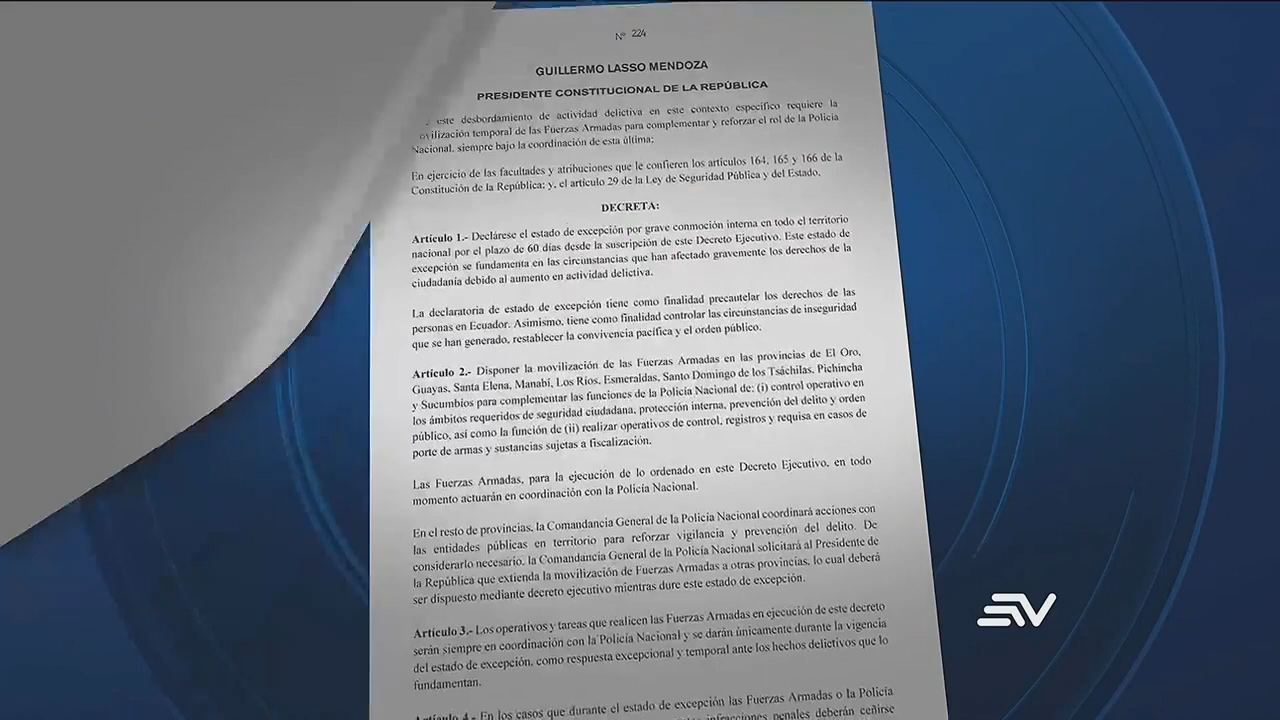 Nº 224
GUILLERMO LASSO MENDOZA
PRESIDENTE CONSTITUCIONAL DE LA REPÚBLICA
este desbordamiento de actividad delictiva en este contexto específico requiere la
movilización temporal de las Fuerzas Armadas para complementar y reforzar el rol de la Policía
Nacional, siempre bajo la coordinación de esta última;
En ejercicio de las facultades y atribuciones que le confieren los artículos 164, 165 y 166 de la
Constitución de la República; y, el artículo 29 de la Ley de Seguridad Pública y del Estado,
DECRETA:
Artículo 1.- Declárese el estado de excepción por grave conmoción interna en todo el territorio
nacional por el plazo de 60 días desde la suscripción de este Decreto Ejecutivo. Este estado de
excepción se fundamenta en las circunstancias que han afectado gravemente los derechos de la
ciudadanía debido al aumento en actividad delictiva.
La declaratoria de estado de excepción tiene como finalidad precautelar los derechos de las
personas en Ecuador. Asimismo, tiene como finalidad controlar las circunstancias de inseguridad
que se han generado, restablecer la convivencia pacífica y el orden público.
Artículo 2.- Disponer la movilización de las Fuerzas Armadas en las provincias de El Oro,
Guayas, Santa Elena, Manabí, Los Ríos, Esmeraldas, Santo Domingo de los Tsáchilas, Pichincha
y Sucumbíos para complementar las funciones de la Policía Nacional de: (i) control operativo en
los ámbitos requeridos de seguridad ciudadana, protección interna, prevención del delito y orden
público, así como la función de (ii) realizar operativos de control, registros y requisa en casos de
porte de armas y sustancias sujetas a fiscalización.
Las Fuerzas Armadas, para la ejecución de lo ordenado en este Decreto Ejecutivo, en todo
momento actuarán en coordinación con la Policía Nacional.
En el resto de provincias, la Comandancia General de la Policía Nacional coordinará acciones con
las entidades públicas en territorio para reforzar vigilancia y prevención del delito. De
considerarlo necesario, la Comandancia General de la Policía Nacional solicitará al Presidente de
la República que extienda la movilización de Fuerzas Armadas a otras provincias, lo cual deberá
ser dispuesto mediante decreto ejecutivo mientras dure este estado de excepción.
Artículo 3.- Los operativos y tareas que realicen las Fuerzas Armadas en ejecución de este decreto
serán siempre en coordinación con la Policía Nacional y se darán únicamente durante la vigencia
del estado de excepción, como respuesta excepcional y temporal ante los hechos delictivos que lo
fundamentan.
Artículo 4.- En los casos que durante el estado de excepción las Fuerzas Armadas o la Policía
infracciones penales deberán ceñirse